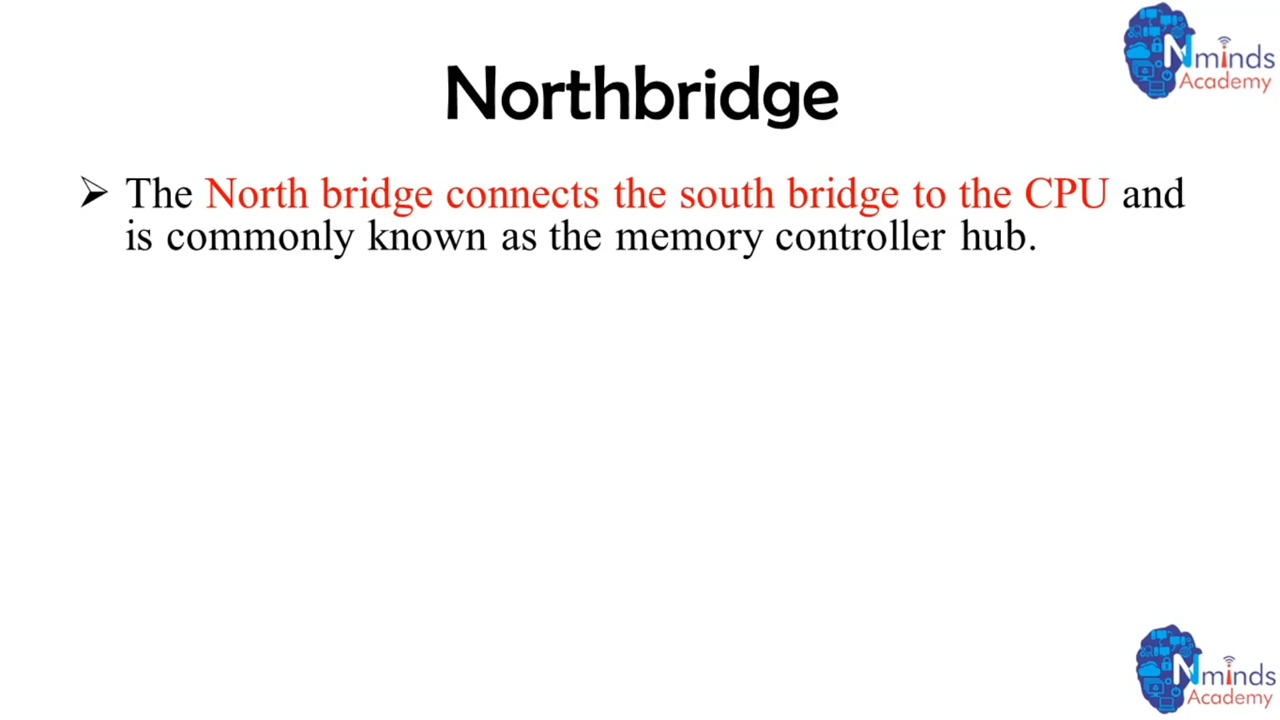 Nminds
Academy
Northbridge
➢ The North bridge connects the south bridge to the CPU and
is commonly known as the memory controller hub.
Nminds
Academy